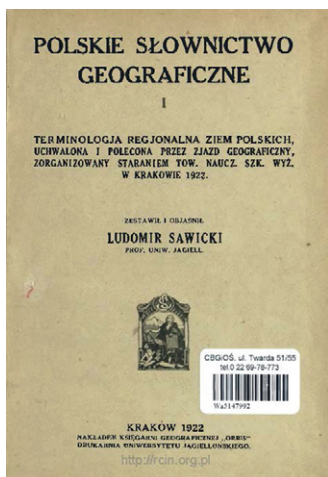 POLSKIE SŁOWNICTWO
GEOGRAFICZNE
I
TERMINOLOGJA REGJONALNA ZIEM POLSKICH,
UCHWALONA I POLECONA PRZEZ ZJAZD GEOGRAFICZNY,
ZORGANIZOWANY STARANIEM TOW. NAUCZ. SZK. WYŻ.
W KRAKOWIE 1922.
ZESTAWIŁ I OBJAŚNIŁ
LUDOMIR SAWICKI
PROF. UNIW. JAGIELL.
CBGiOŚ, ul. Twarda 51/55
tel.0 22 69-78-773
Wa5147992
KRAKÓW 1922
NAKŁADEM KSIĘGARNI GEOGRAFICZNEJ „ORBIS”
DRUKARNIA UNIWERSYTETU JAGIELLOŃSKIEGO.
http://rcin.org.pl